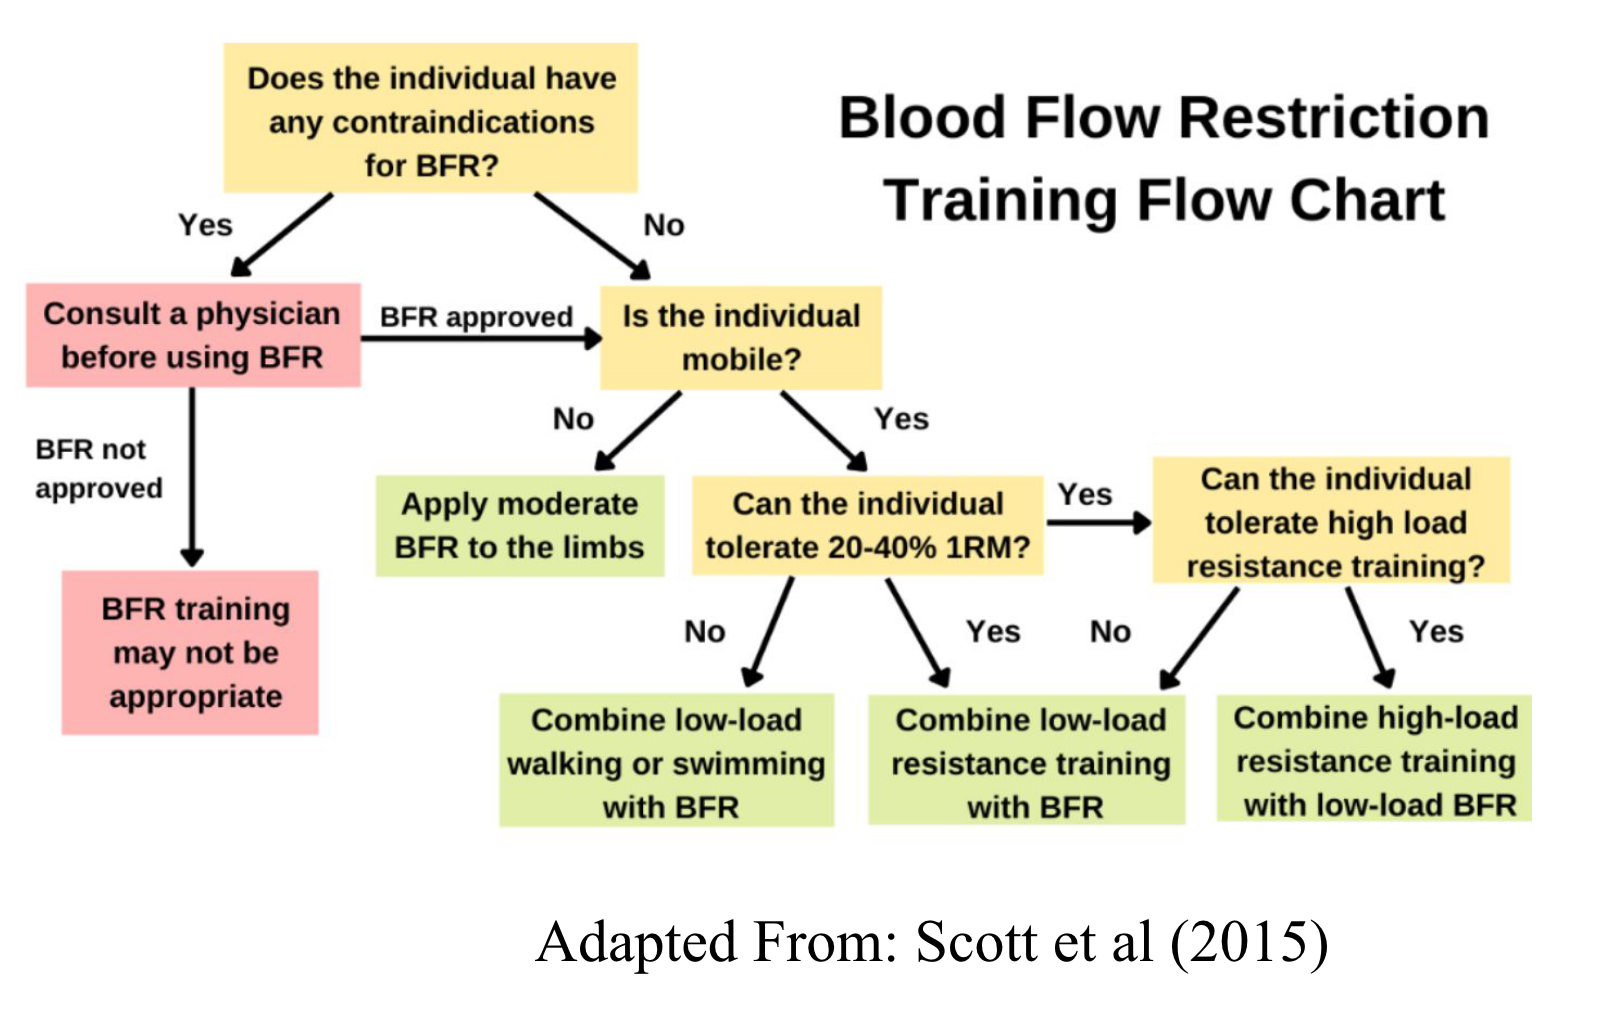 Does the individual have
any contraindications
for BFR?
Blood Flow Restriction
Training Flow Chart
Yes
No
Consult a physician
before using BFR
BFR approved
Is the individual
mobile?
No
Yes
BFR not
approved
Apply moderate
BFR to the limbs
Can the individual
tolerate 20-40% 1RM?
Yes
Can the individual
tolerate high load
resistance training?
BFR training
may not be
appropriate
No
Yes
No
Yes
Combine low-load
walking or swimming
with BFR
Combine low-load
resistance training
with BFR
Combine high-load
resistance training
with low-load BFR
Adapted From: Scott et al (2015)